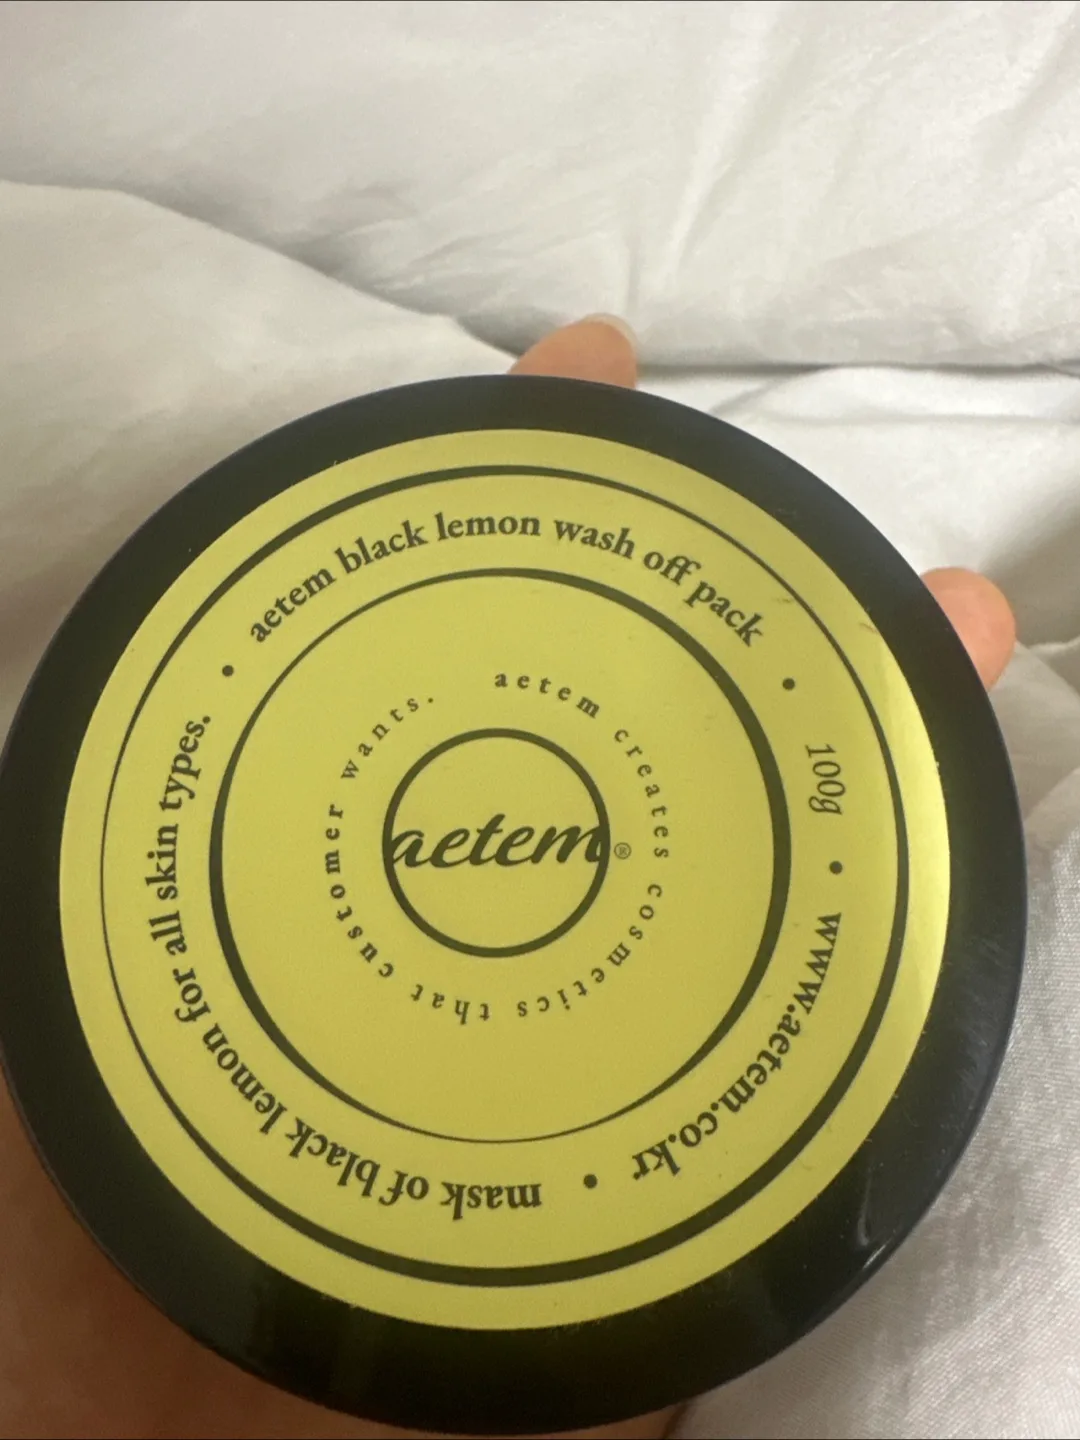 aetem black lemon wash off pack • 100g • www.aetem.co.kr • mask of black lemon for all skin types. •
aetem creates cosmetics that customer wants.
aetem®